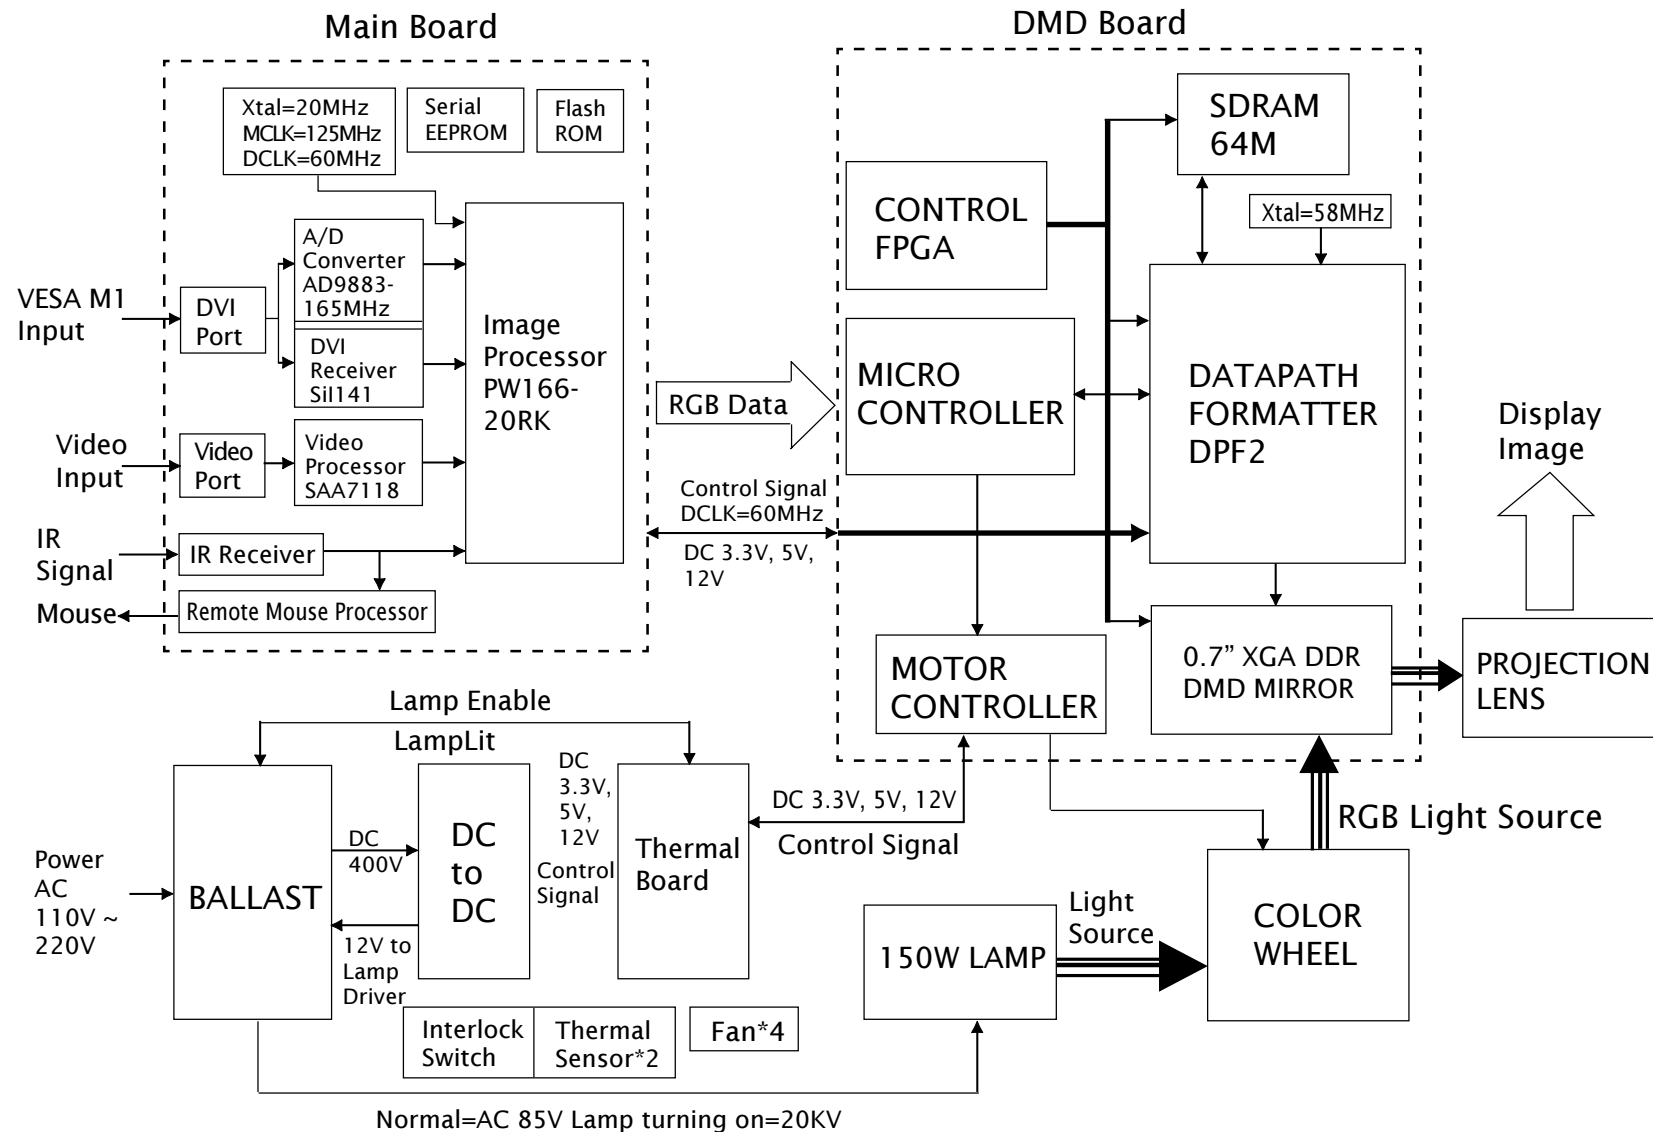 Main Board
DMD Board
Xtal=20MHz
MCLK=125MHz
DCLK=60MHz
Serial
EEPROM
Flash
ROM
A/D
Converter
AD9883-
165MHz
VESA M1
Input
DVI
Port
DVI
Receiver
SiI141
Image
Processor
PW166-
20RK
Video
Input
Video
Port
Video
Processor
SAA7118
IR
Signal
IR Receiver
Mouse
Remote Mouse Processor
RGB Data
Control Signal
DCLK=60MHz
DC 3.3V, 5V,
12V
SDRAM
64M
CONTROL
FPGA
Xtal=58MHz
MICRO
CONTROLLER
DATAPATH
FORMATTER
DPF2
Display
Image
MOTOR
CONTROLLER
0.7” XGA DDR
DMD MIRROR
PROJECTION
LENS
Lamp Enable
LampLit
DC
3.3V,
5V,
12V
Control
Signal
Power
AC
110V ~
220V
BALLAST
DC
400V
12V to
Lamp
Driver
DC
to
DC
Thermal
Board
DC 3.3V, 5V, 12V
Control Signal
RGB Light Source
150W LAMP
Light
Source
COLOR
WHEEL
Interlock
Switch
Thermal
Sensor*2
Fan*4
Normal=AC 85V Lamp turning on=20KV